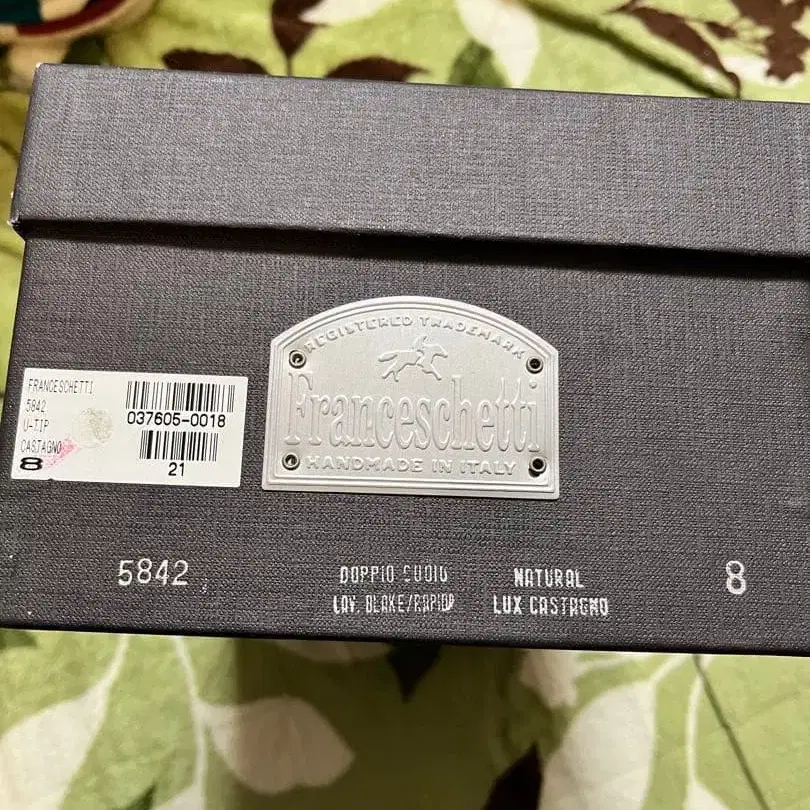 REGISTERED TRADEMARK
Franceschetti
HANDMADE IN ITALY
FRANCESCHETTI
5842
U-TIP
CASTAGNO
8
037605-0018
21
5842
DOPPIO CUOIO
LAV. BLAKE/RAPID
NATURAL
LUX CASTAGNO
8